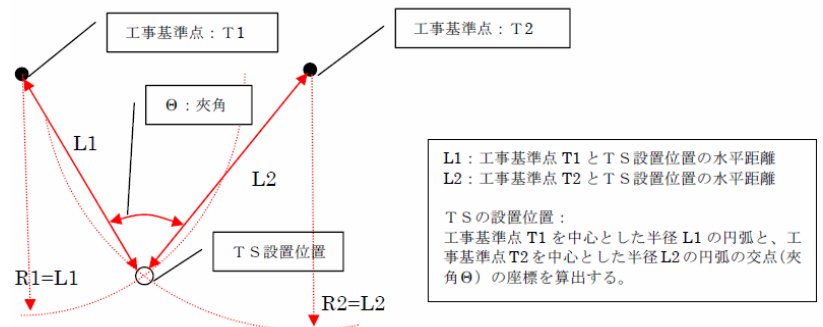 工事基準点：T1
工事基準点：T2
Θ：夾角
L1
L2
TS設置位置
R1=L1
R2=L2
L1：工事基準点 T1 とＴＳ設置位置の水平距離
L2：工事基準点 T2 とＴＳ設置位置の水平距離
ＴＳの設置位置：
工事基準点 T1 を中心とした半径 L1 の円弧と、工
事基準点 T2 を中心とした半径 L2 の円弧の交点(夾
角Θ）の座標を算出する。